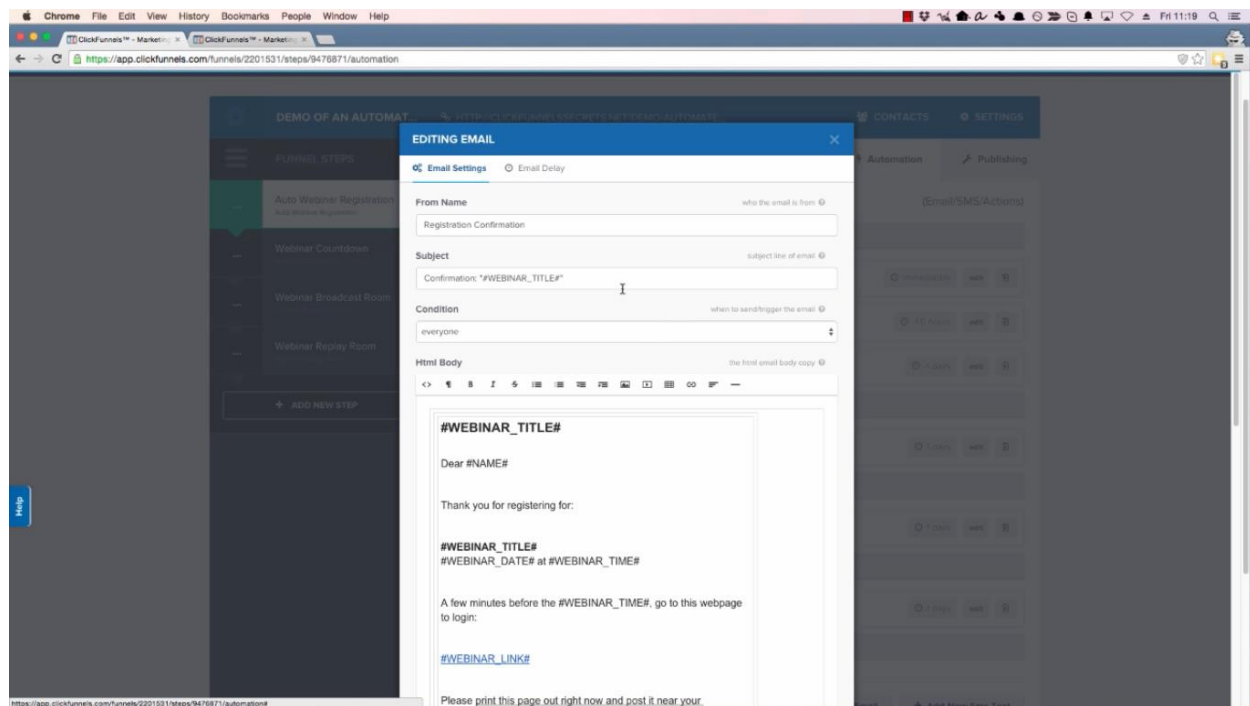 Chrome File Edit View History Bookmarks People Window Help
Fri 11:19
ClickFunnels™ - Marketing ×
ClickFunnels™ - Marketing ×
https://app.clickfunnels.com/funnels/2201531/steps/9476871/automation
DEMO OF AN AUTOMAT...
CONTACTS
SETTINGS
EDITING EMAIL
FUNNEL STEPS
Automation
Publishing
Email Settings
Email Delay
Auto Webinar Registration
Auto Webinar Registration
(Email/SMS/Actions)
From Name
who the email is from
Registration Confirmation
Subject
subject line of email
Webinar Countdown
Confirmation: "#WEBINAR_TITLE#"
Webinar Broadcast Room
Condition
when to send/trigger the email
everyone
Webinar Replay Room
Html Body
the html email body copy
+ ADD NEW STEP
#WEBINAR_TITLE#
Dear #NAME#
Help
Thank you for registering for:
#WEBINAR_TITLE#
#WEBINAR_DATE# at #WEBINAR_TIME#
A few minutes before the #WEBINAR_TIME#, go to this webpage
to login:
#WEBINAR_LINK#
Please print this page out right now and post it near your
https://app.clickfunnels.com/funnels/2201531/steps/9476871/automation#